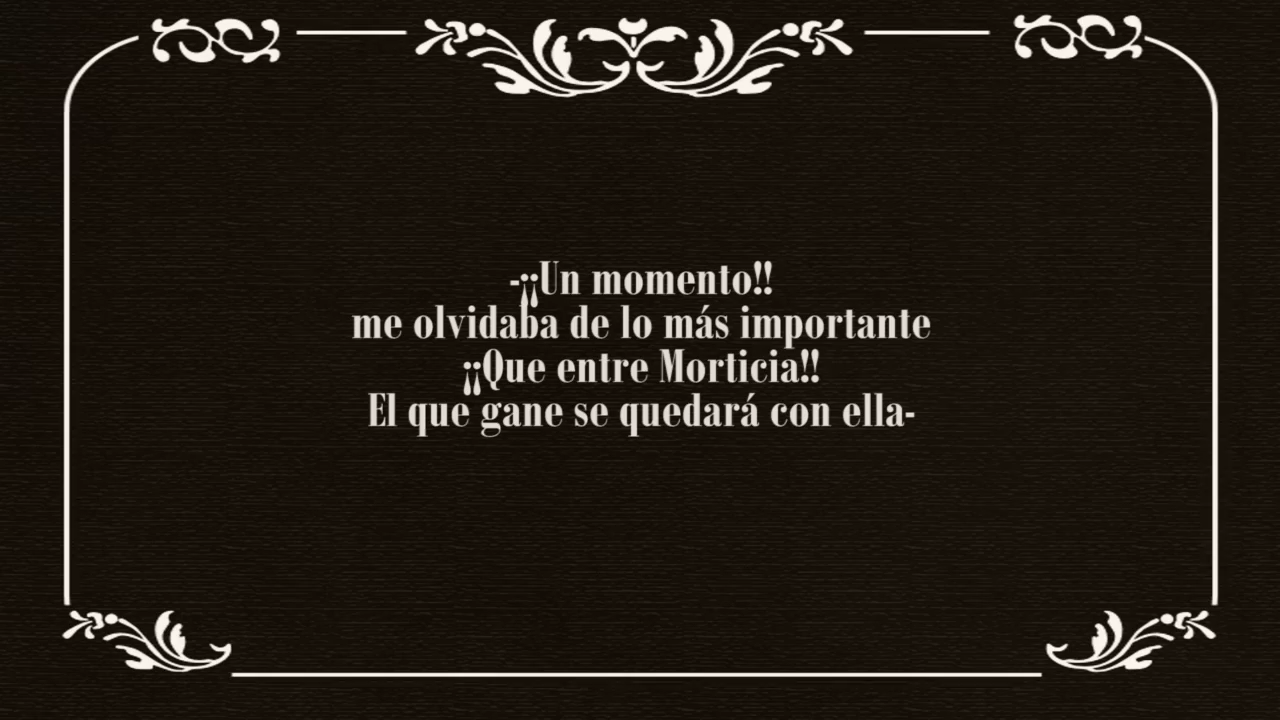 -¡¡Un momento!!
me olvidaba de lo más importante
¡¡Que entre Morticia!!
El que gane se quedará con ella-